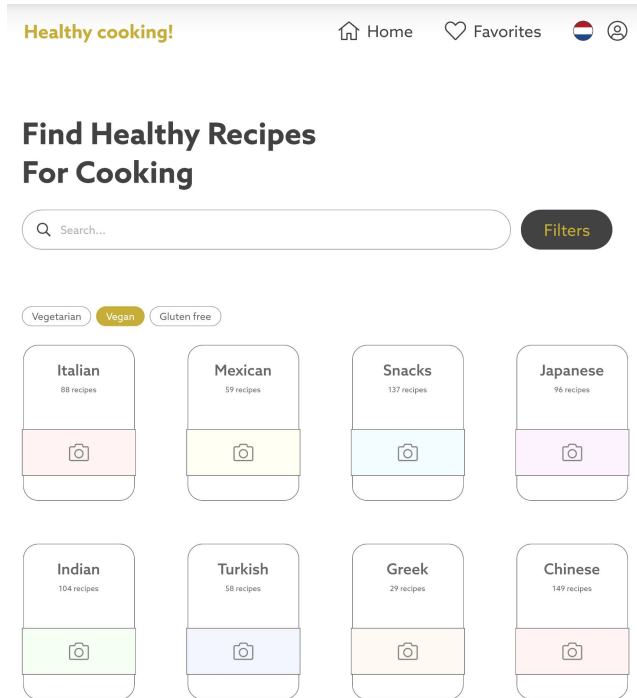 Healthy cooking!
Home
Favorites
Find Healthy Recipes
For Cooking
Search...
Filters
Vegetarian
Vegan
Gluten free
Italian
88 recipes
Mexican
59 recipes
Snacks
137 recipes
Japanese
96 recipes
Indian
104 recipes
Turkish
58 recipes
Greek
29 recipes
Chinese
149 recipes